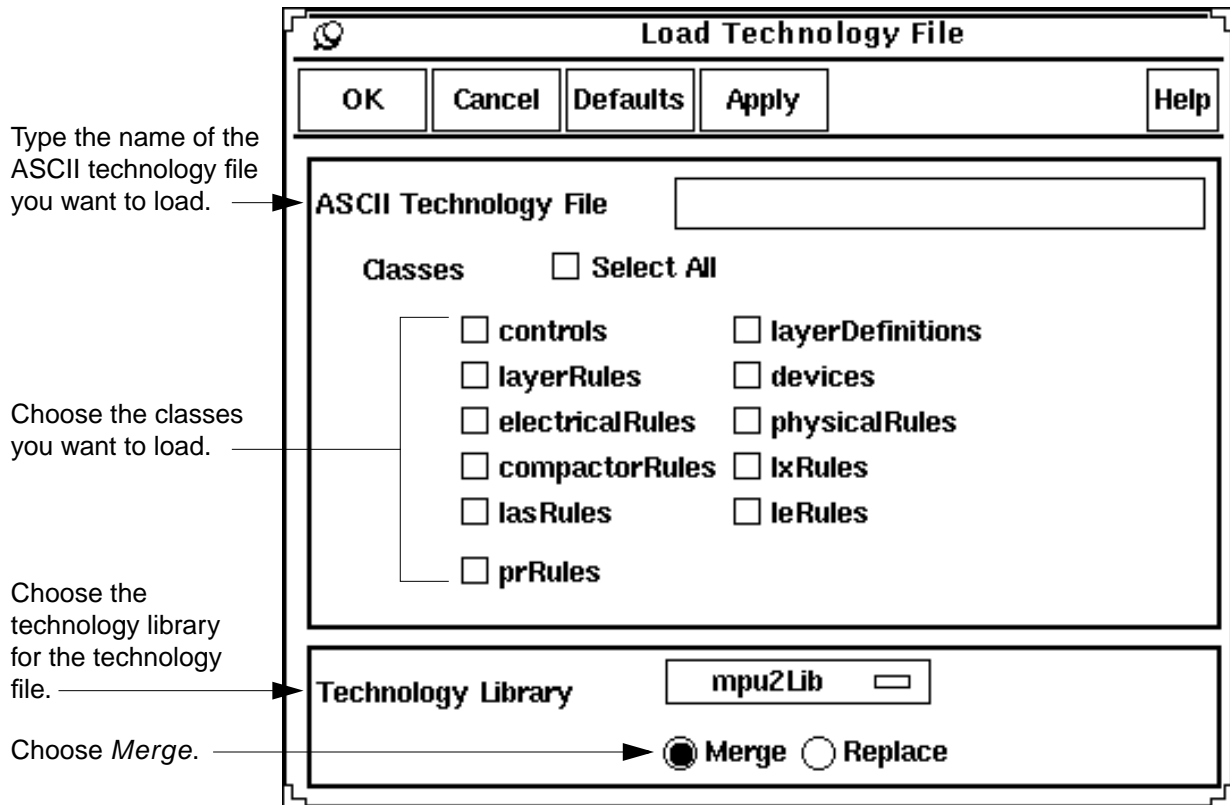 Load Technology File
OK Cancel Defaults Apply Help
Type the name of the
ASCII technology file
you want to load.
ASCII Technology File
Classes Select All
controls layerDefinitions
layerRules devices
electricalRules physicalRules
compactorRules lxRules
lasRules leRules
prRules
Choose the classes
you want to load.
Choose the
technology library
for the technology
file.
Technology Library mpu2Lib
Choose Merge.
Merge Replace